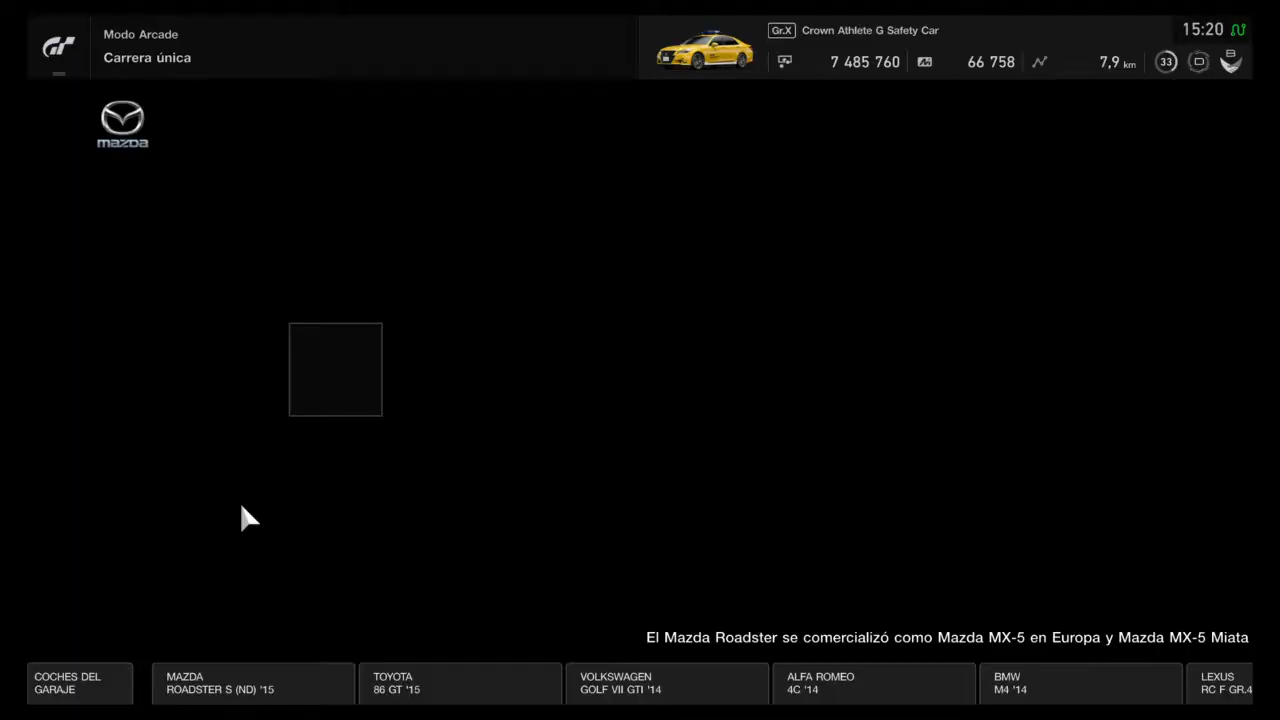 Modo Arcade
Carrera única
Gr.X Crown Athlete G Safety Car
7 485 760
66 758
7,9 km
33
B
15:20
mazda
El Mazda Roadster se comercializó como Mazda MX-5 en Europa y Mazda MX-5 Miata
COCHES DEL
GARAJE
MAZDA
ROADSTER S (ND) '15
TOYOTA
86 GT '15
VOLKSWAGEN
GOLF VII GTI '14
ALFA ROMEO
4C '14
BMW
M4 '14
LEXUS
RC F GR.4